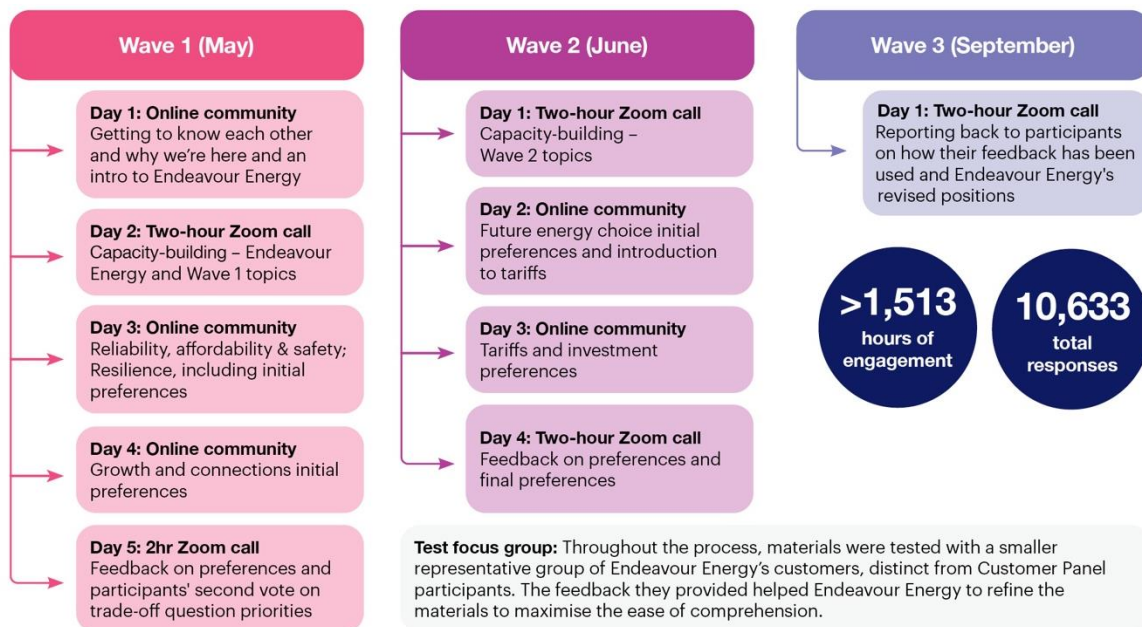 Wave 1 (May)
Day 1: Online community
Getting to know each other
and why we're here and an
intro to Endeavour Energy
Day 2: Two-hour Zoom call
Capacity-building – Endeavour
Energy and Wave 1 topics
Day 3: Online community
Reliability, affordability & safety;
Resilience, including initial
preferences
Day 4: Online community
Growth and connections initial
preferences
Day 5: 2hr Zoom call
Feedback on preferences and
participants' second vote on
trade-off question priorities
Wave 2 (June)
Day 1: Two-hour Zoom call
Capacity-building –
Wave 2 topics
Day 2: Online community
Future energy choice initial
preferences and introduction
to tariffs
Day 3: Online community
Tariffs and investment
preferences
Day 4: Two-hour Zoom call
Feedback on preferences and
final preferences
Wave 3 (September)
Day 1: Two-hour Zoom call
Reporting back to participants
on how their feedback has been
used and Endeavour Energy's
revised positions
>1,513
hours of
engagement
10,633
total
responses
Test focus group: Throughout the process, materials were tested with a smaller
representative group of Endeavour Energy's customers, distinct from Customer Panel
participants. The feedback they provided helped Endeavour Energy to refine the
materials to maximise the ease of comprehension.